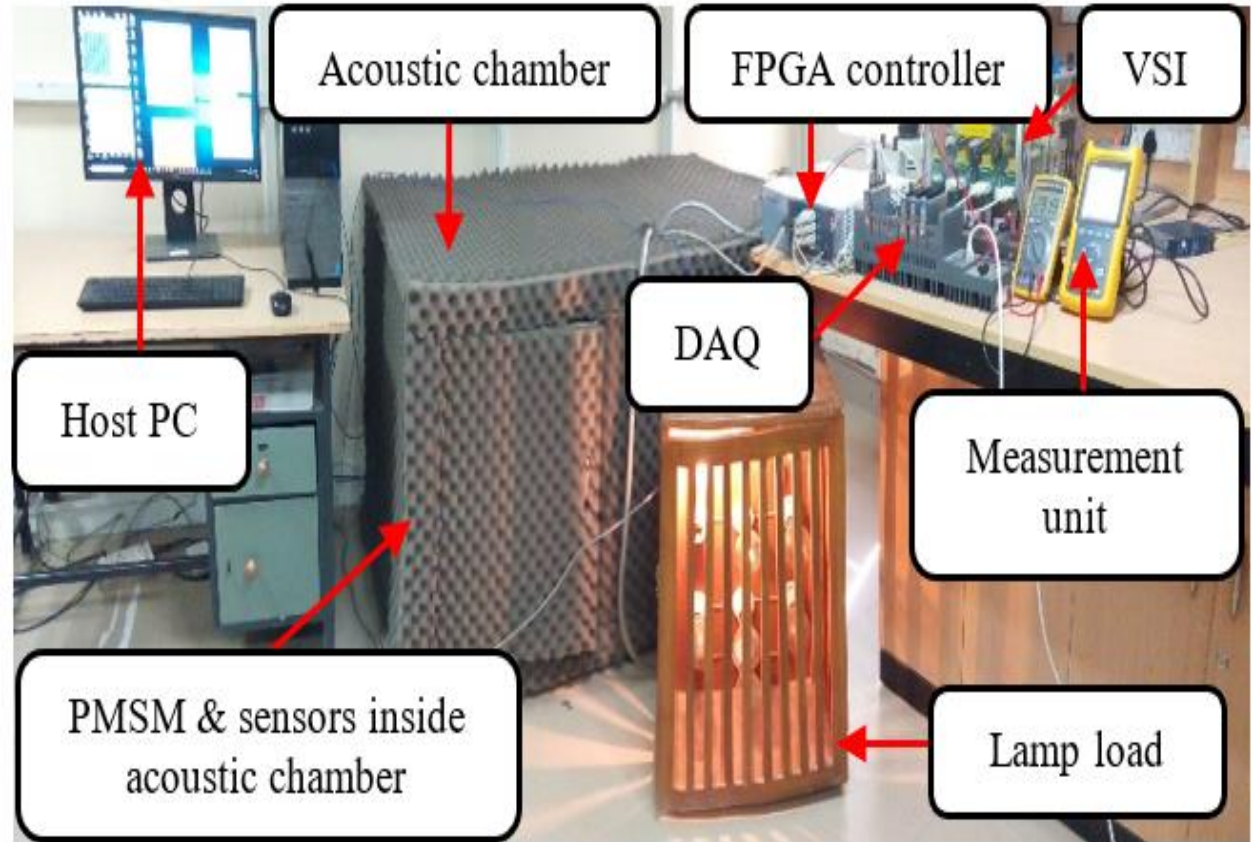 Acoustic chamber
FPGA controller
VSI
DAQ
Host PC
Measurement
unit
PMSM & sensors inside
acoustic chamber
Lamp load